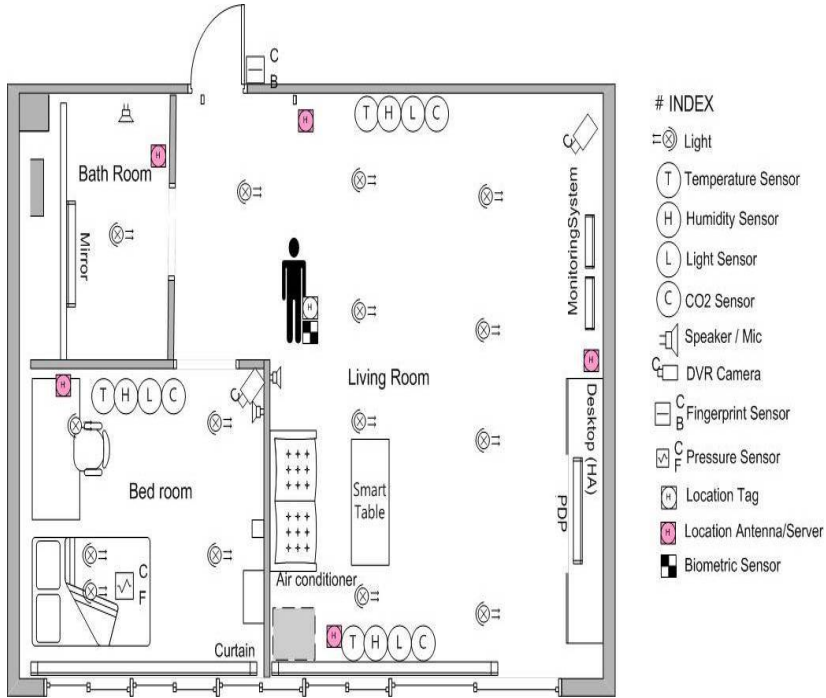 C
B
H
T H L C
C
H
Bath Room
Mirror
MonitoringSystem
H
Living Room
H
H
T H L C
C
Bed room
Smart
Table
Desktop (HA)
PDP
C
F
Air conditioner
H
T H L C
Curtain
# INDEX
Light
T Temperature Sensor
H Humidity Sensor
L Light Sensor
C CO2 Sensor
Speaker / Mic
C DVR Camera
C
B Fingerprint Sensor
C
F Pressure Sensor
H Location Tag
H Location Antenna/Server
Biometric Sensor